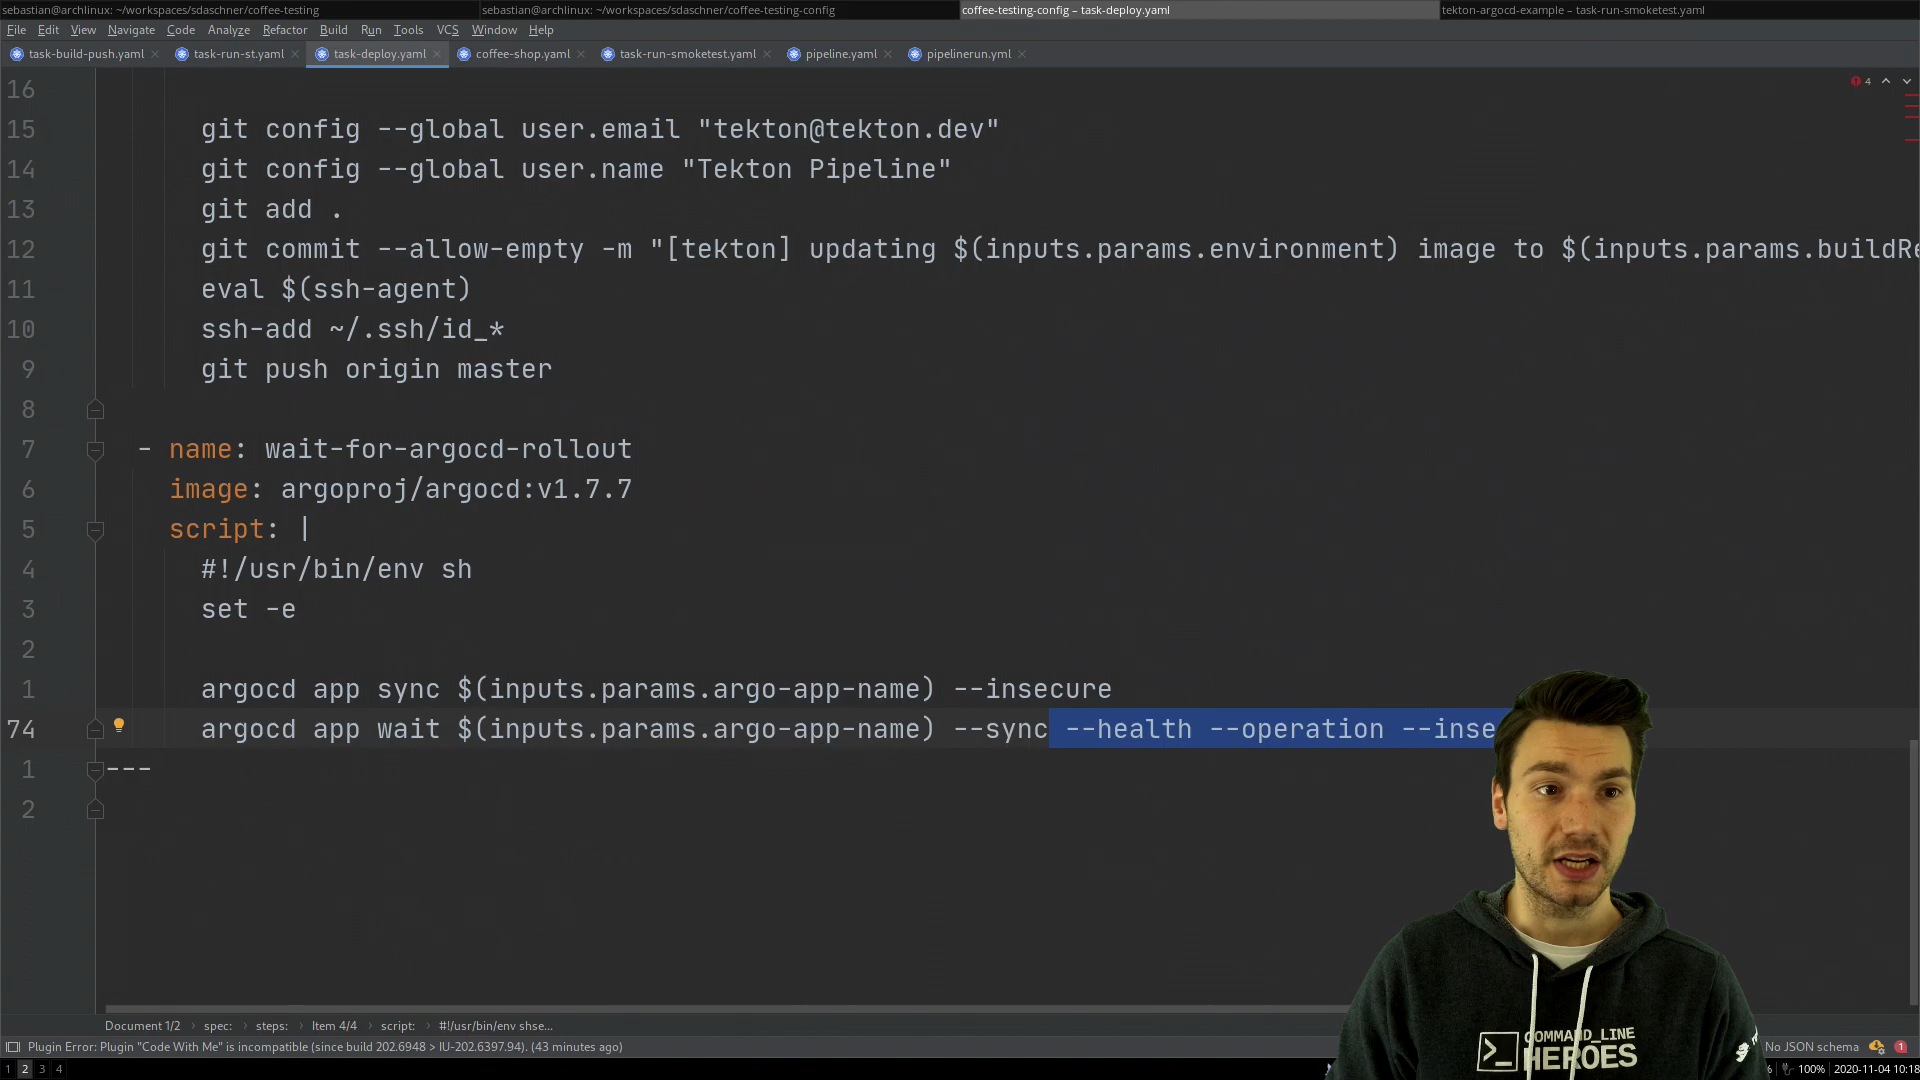 sebastian@archlinux: ~/workspaces/sdaschner/coffee-testing
sebastian@archlinux: ~/workspaces/sdaschner/coffee-testing-config
coffee-testing-config – task-deploy.yaml
tekton-argocd-example – task-run-smoketest.yaml
File Edit View Navigate Code Analyze Refactor Build Run Tools VCS Window Help
task-build-push.yaml task-run-st.yaml task-deploy.yaml coffee-shop.yaml task-run-smoketest.yaml pipeline.yaml pipelinerun.yml
4
16
15 git config --global user.email "tekton@tekton.dev"
14 git config --global user.name "Tekton Pipeline"
13 git add .
12 git commit --allow-empty -m "[tekton] updating $(inputs.params.environment) image to $(inputs.params.buildRe
11 eval $(ssh-agent)
10 ssh-add ~/.ssh/id_*
9 git push origin master
8
7 - name: wait-for-argocd-rollout
6 image: argoproj/argocd:v1.7.7
5 script: |
4 #!/usr/bin/env sh
3 set -e
2
1 argocd app sync $(inputs.params.argo-app-name) --insecure
74 argocd app wait $(inputs.params.argo-app-name) --sync --health --operation --inse
1 ---
2
Document 1/2 › spec: › steps: › Item 4/4 › script: › #!/usr/bin/env shse...
Plugin Error: Plugin "Code With Me" is incompatible (since build 202.6948 > IU-202.6397.94). (43 minutes ago)
No JSON schema
1
1 2 3 4
% 100% 2020-11-04 10:18
COMMAND_LINE
HEROES